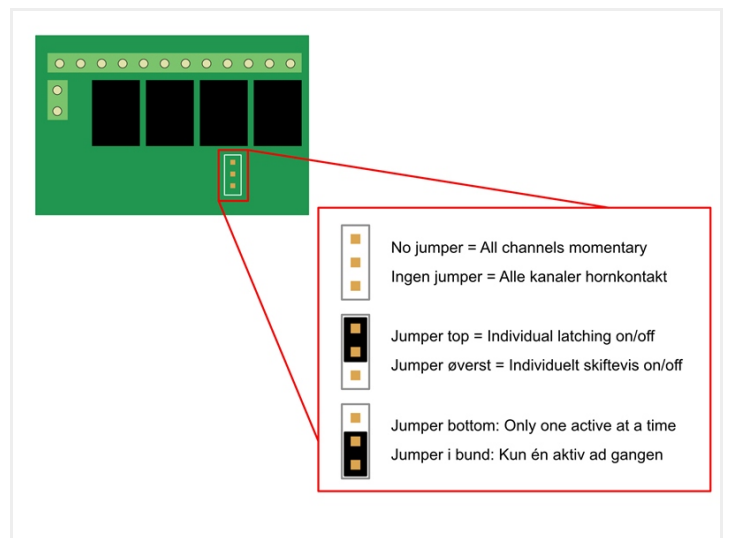 No jumper = All channels momentary
Ingen jumper = Alle kanaler hornkontakt
Jumper top = Individual latching on/off
Jumper øverst = Individuelt skiftevis on/off
Jumper bottom: Only one active at a time
Jumper i bund: Kun én aktiv ad gangen